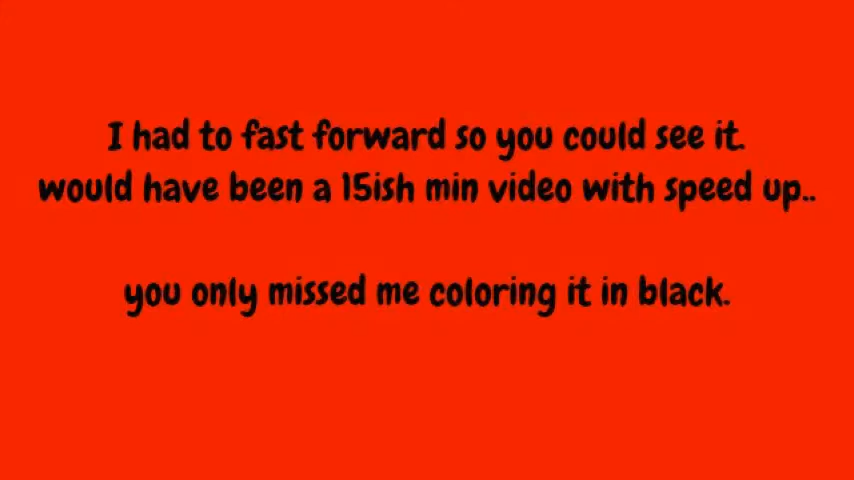 I had to fast forward so you could see it.
would have been a 15ish min video with speed up..
you only missed me coloring it in black.